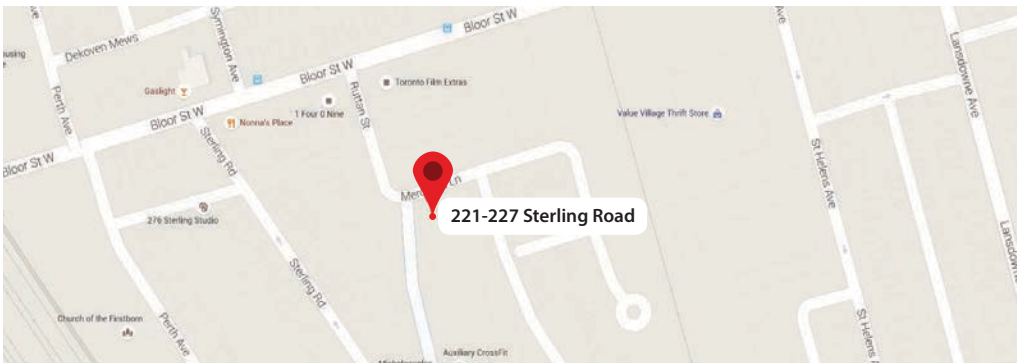 Dekoven Mews
Symington Ave
Bloor St W
Ave
Lansdowne Ave
ousing
Gaslight
Bloor St W
Toronto Film Extras
Perth Ave
1 Four 0 Nine
Ruttan St
Value Village Thrift Store
Bloor St W
Nonna's Place
Sterling Rd
St Helens Ave
Bloor St W
Ln
221-227 Sterling Road
276 Sterling Studio
Sterling Rd
Lansdowne
Church of the Firstborn
Perth Ave
St Helens
Auxiliary CrossFit